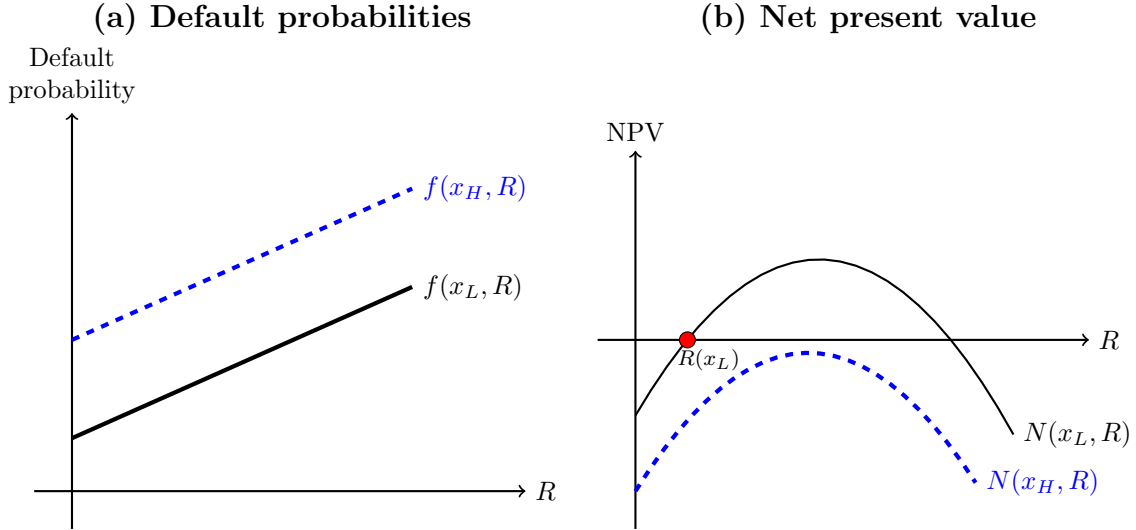 (a) Default probabilities
Default
probability
f(x_H, R)
f(x_L, R)
R
(b) Net present value
NPV
R
R(x_L)
N(x_L, R)
N(x_H, R)